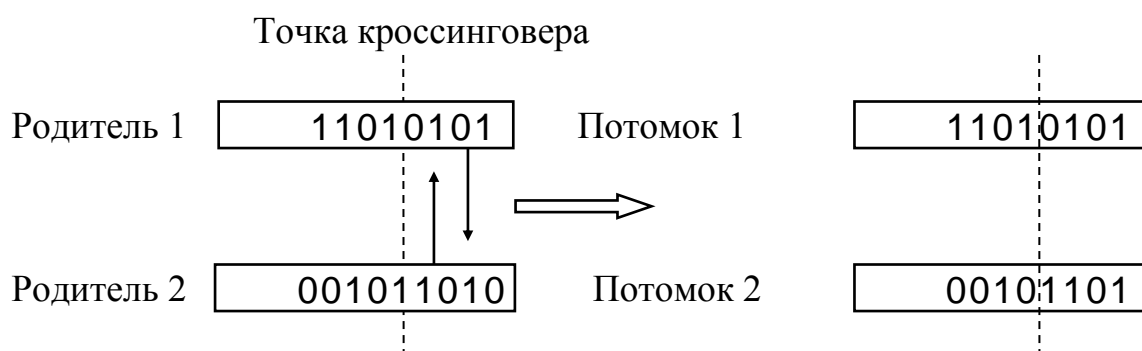 Точка кроссинговера
Родитель 1 11010101 Потомок 1 11010101
Родитель 2 001011010 Потомок 2 00101101